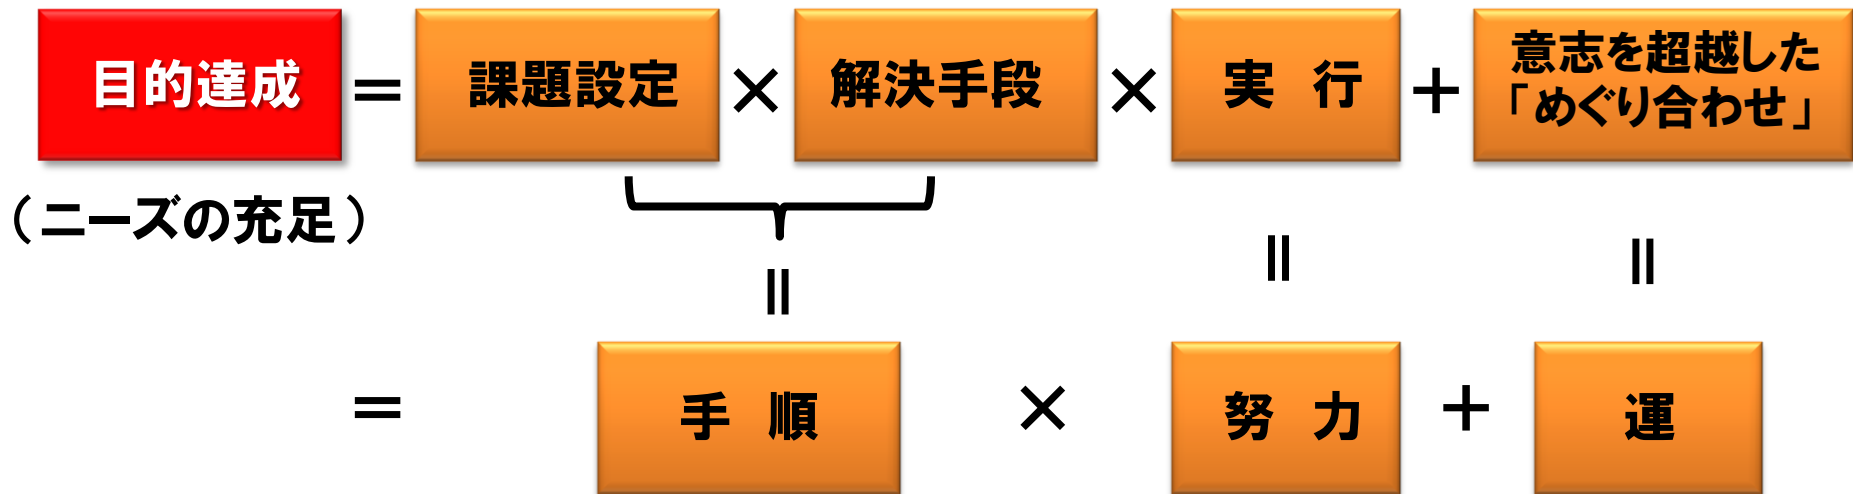 目的達成 = 課題設定 × 解決手段 × 実行 + 意志を超越した
「めぐり合わせ」
（ニーズの充足）
= =
=
= 手順 × 努力 + 運